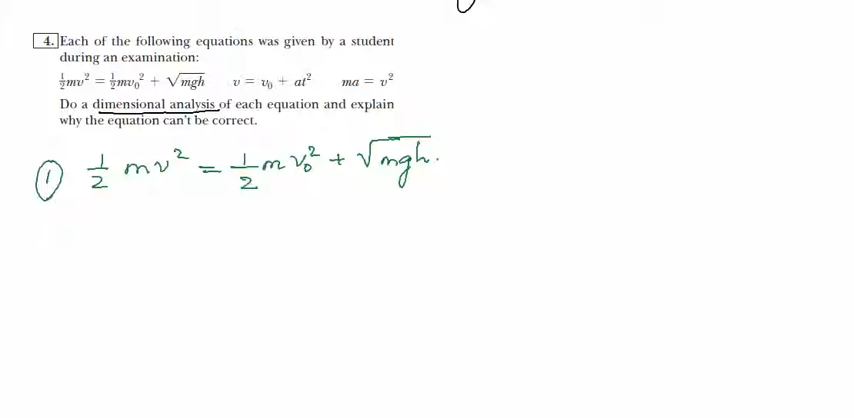 4. Each of the following equations was given by a student
during an examination:
½mv² = ½mv₀² + √mgh v = v₀ + at² ma = v²
Do a dimensional analysis of each equation and explain
why the equation can't be correct.
① ½ mv² = ½ m v₀² + √mgh.